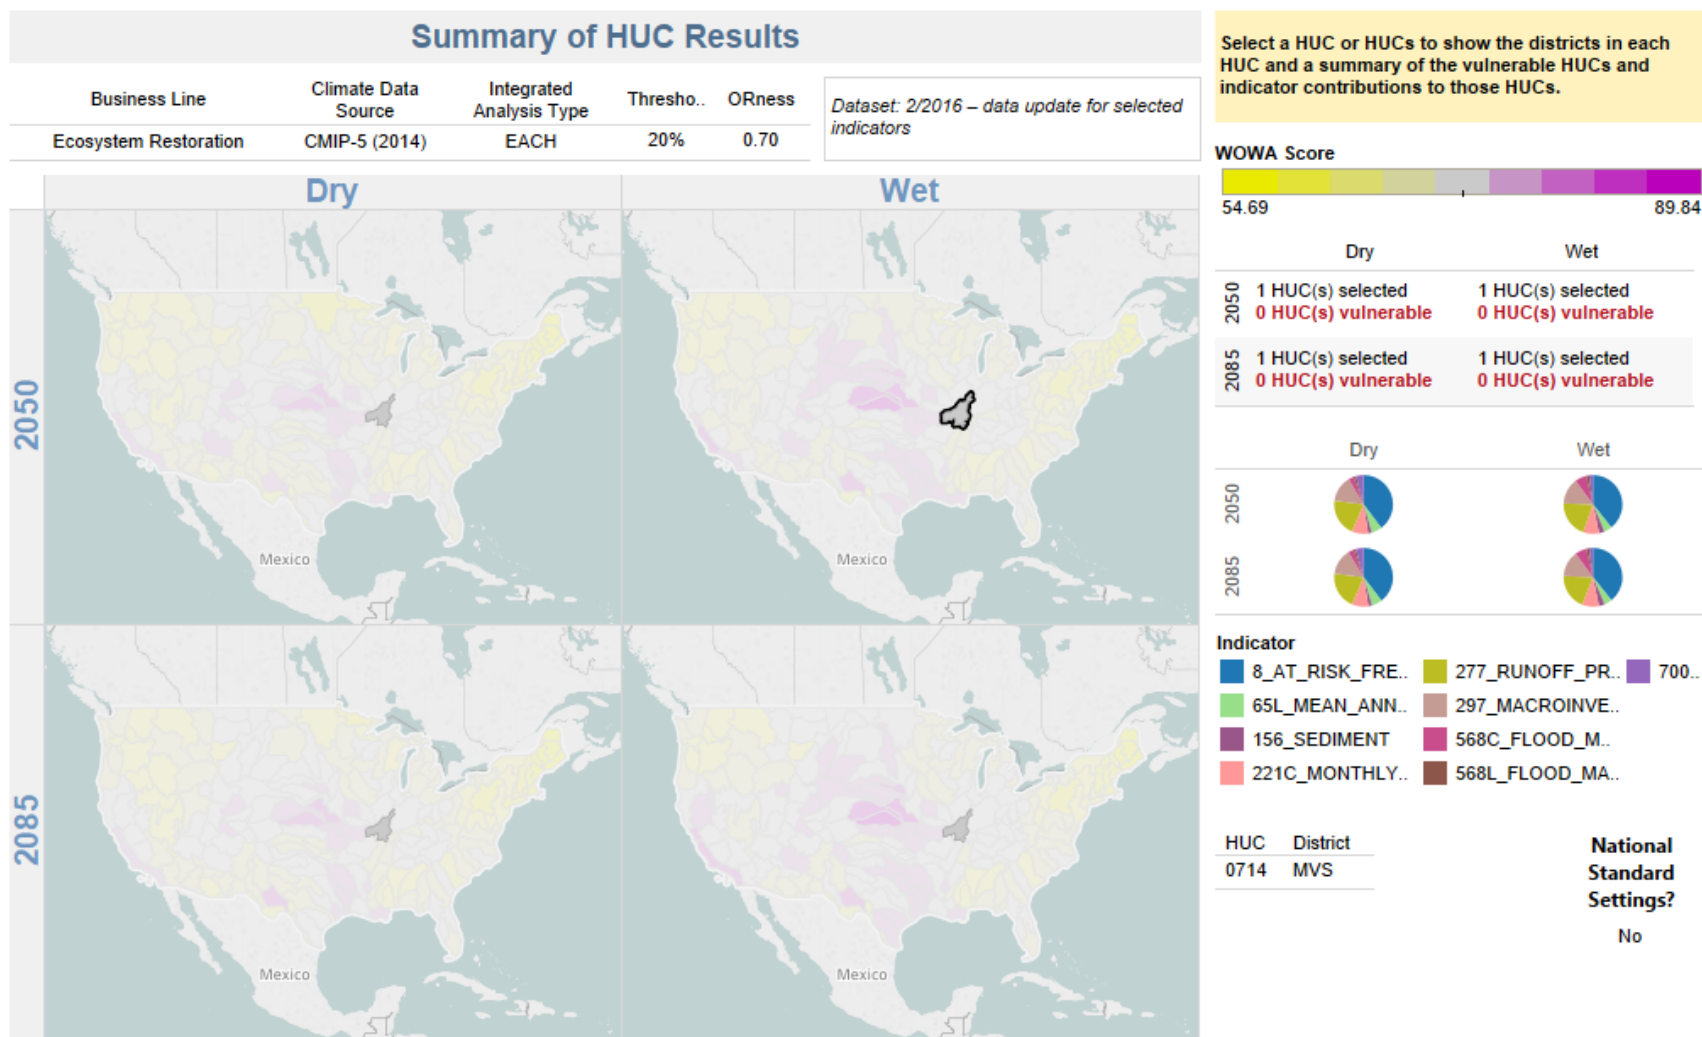 Summary of HUC Results
Business Line
Climate Data
Source
Integrated
Analysis Type
Thresho..
ORness
Ecosystem Restoration
CMIP-5 (2014)
EACH
20%
0.70
Dataset: 2/2016 – data update for selected
indicators
Dry
Wet
2050
Mexico
Mexico
2085
Mexico
Mexico
Select a HUC or HUCs to show the districts in each
HUC and a summary of the vulnerable HUCs and
indicator contributions to those HUCs.
WOWA Score
54.69
89.84
Dry
Wet
2050
1 HUC(s) selected
0 HUC(s) vulnerable
1 HUC(s) selected
0 HUC(s) vulnerable
2085
1 HUC(s) selected
0 HUC(s) vulnerable
1 HUC(s) selected
0 HUC(s) vulnerable
Dry
Wet
2050
2085
Indicator
8_AT_RISK_FRE..
277_RUNOFF_PR..
700..
65L_MEAN_ANN..
297_MACROINVE..
156_SEDIMENT
568C_FLOOD_M..
221C_MONTHLY..
568L_FLOOD_MA..
HUC
District
0714
MVS
National
Standard
Settings?
No